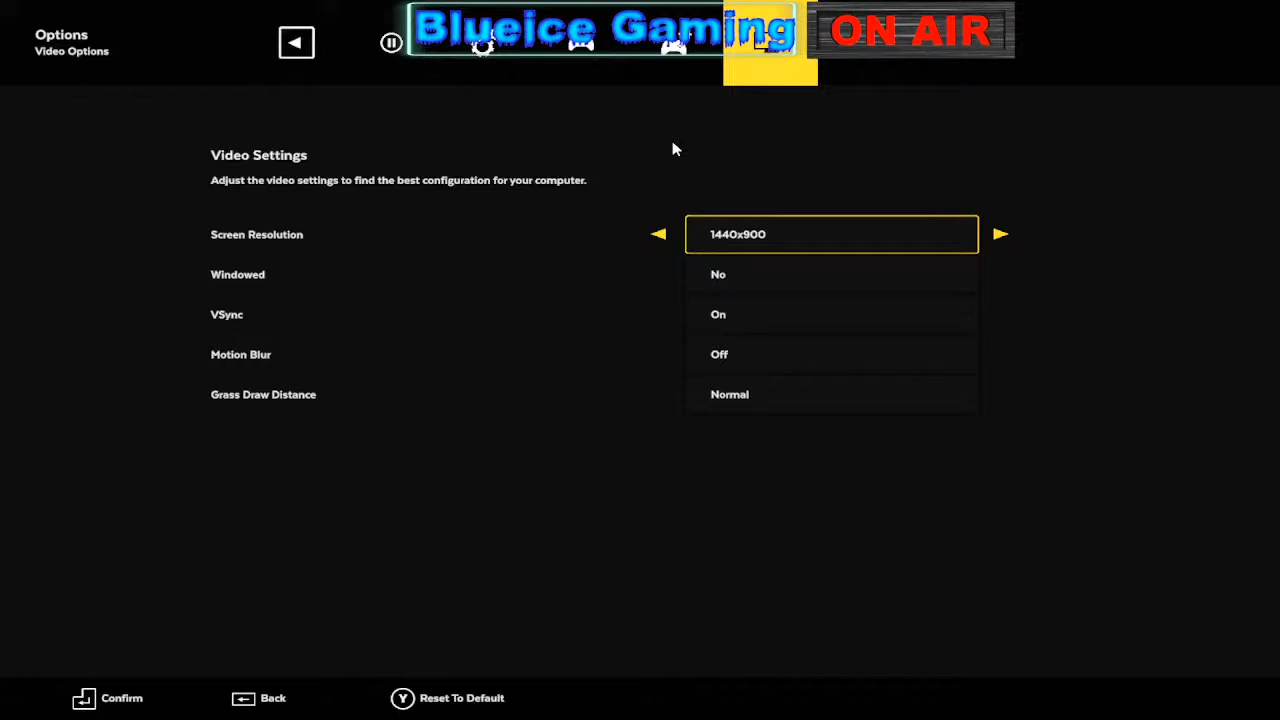 Options
Video Options
Blueice Gaming
ON AIR
Video Settings
Adjust the video settings to find the best configuration for your computer.
Screen Resolution 1440x900
Windowed No
VSync On
Motion Blur Off
Grass Draw Distance Normal
Confirm Back Y Reset To Default